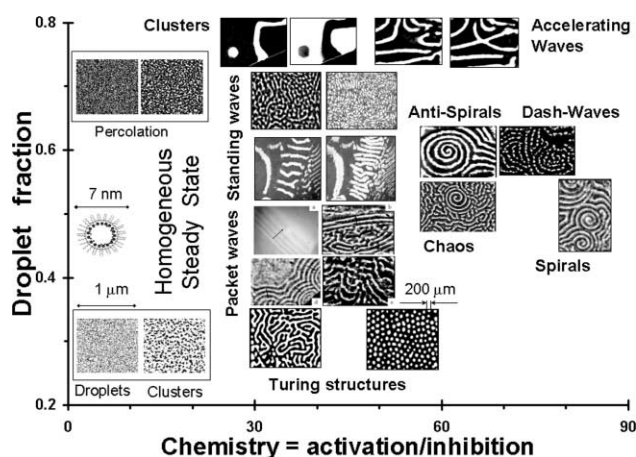 0.8
Clusters
Accelerating
Waves
Percolation
Standing waves
Anti-Spirals
Dash-Waves
0.6
Droplet fraction
7 nm
Homogeneous
Steady State
Chaos
Spirals
Packet waves
0.4
1 µm
200 µm
Droplets
Clusters
Turing structures
0.2
0
30
60
90
Chemistry = activation/inhibition